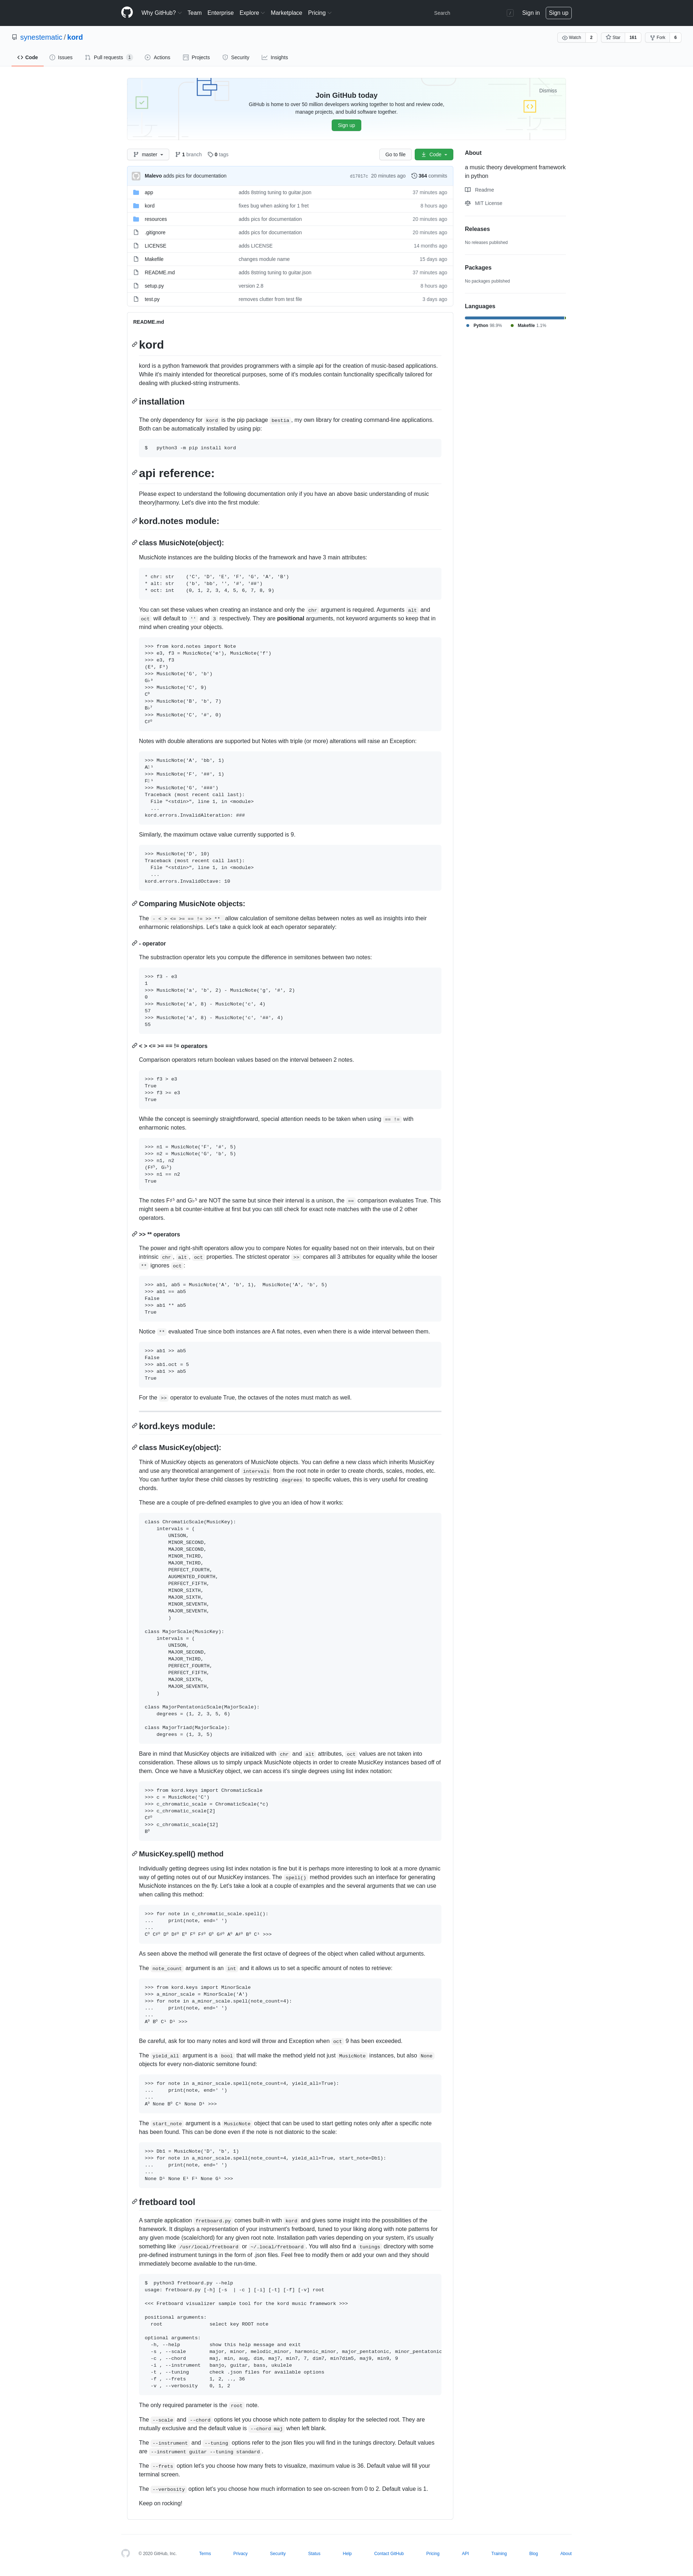 Why GitHub? Team Enterprise Explore Marketplace Pricing Search / Sign in Sign up
synestematic / kord Watch 2 Star 161 Fork 6
Code Issues Pull requests 1 Actions Projects Security Insights
Dismiss
Join GitHub today
GitHub is home to over 50 million developers working together to host and review code,
manage projects, and build software together.
Sign up
master 1 branch 0 tags Go to file Code
Malevo adds pics for documentation 20 minutes ago 364 commits
app adds 8string tuning to guitar.json 37 minutes ago
kord fixes bug when asking for 1 fret 8 hours ago
resources adds pics for documentation 20 minutes ago
.gitignore adds pics for documentation 20 minutes ago
LICENSE adds LICENSE 14 months ago
Makefile changes module name 15 days ago
README.md adds 8string tuning to guitar.json 37 minutes ago
setup.py version 2.8 8 hours ago
test.py removes clutter from test file 3 days ago
About
a music theory development framework
in python
Readme
MIT License
Releases
No releases published
Packages
No packages published
Languages
Python 98.9% Makefile 1.1%
README.md
kord
kord is a python framework that provides programmers with a simple api for the creation of music-based applications.
While it's mainly intended for theoretical purposes, some of it's modules contain functionality specifically tailored for
dealing with plucked-string instruments.
installation
The only dependency for kord is the pip package bestia, my own library for creating command-line applications.
Both can be automatically installed by using pip:
$ python3 -m pip install kord
api reference:
Please expect to understand the following documentation only if you have an above basic understanding of music
theory|harmony. Let's dive into the first module:
kord.notes module:
class MusicNote(object):
MusicNote instances are the building blocks of the framework and have 3 main attributes:
* chr: str ('C', 'D', 'E', 'F', 'G', 'A', 'B')
* alt: str ('b', 'bb', '', '#', '##')
* oct: int (0, 1, 2, 3, 4, 5, 6, 7, 8, 9)
You can set these values when creating an instance and only the chr argument is required. Arguments alt and
oct will default to '' and 3 respectively. They are positional arguments, not keyword arguments so keep that in
mind when creating your objects.
>>> from kord.notes import Note
>>> e3, f3 = MusicNote('e'), MusicNote('f')
>>> e3, f3
(E³, F³)
>>> MusicNote('G', 'b')
G♭³
>>> MusicNote('C', 9)
C⁹
>>> MusicNote('B', 'b', 7)
B♭⁷
>>> MusicNote('C', '#', 0)
C♯⁰
Notes with double alterations are supported but Notes with triple (or more) alterations will raise an Exception:
>>> MusicNote('A', 'bb', 1)
>>> MusicNote('F', '##', 1)
>>> MusicNote('G', '###')
Traceback (most recent call last):
File "<stdin>", line 1, in <module>
...
kord.errors.InvalidAlteration: ###
Similarly, the maximum octave value currently supported is 9.
>>> MusicNote('D', 10)
Traceback (most recent call last):
File "<stdin>", line 1, in <module>
...
kord.errors.InvalidOctave: 10
Comparing MusicNote objects:
The - < > <= >= == != >> ** allow calculation of semitone deltas between notes as well as insights into their
enharmonic relationships. Let's take a quick look at each operator separately:
- operator
The substraction operator lets you compute the difference in semitones between two notes:
>>> f3 - e3
1
>>> MusicNote('a', 'b', 2) - MusicNote('g', '#', 2)
0
>>> MusicNote('a', 8) - MusicNote('c', 4)
57
>>> MusicNote('a', 8) - MusicNote('c', '##', 4)
55
< > <= >= == != operators
Comparison operators return boolean values based on the interval between 2 notes.
>>> f3 > e3
True
>>> f3 >= e3
True
While the concept is seemingly straightforward, special attention needs to be taken when using == != with
enharmonic notes.
>>> n1 = MusicNote('F', '#', 5)
>>> n2 = MusicNote('G', 'b', 5)
>>> n1, n2
(F♯⁵, G♭⁵)
>>> n1 == n2
True
The notes F♯⁵ and G♭⁵ are NOT the same but since their interval is a unison, the == comparison evaluates True. This
might seem a bit counter-intuitive at first but you can still check for exact note matches with the use of 2 other
operators.
>> ** operators
The power and right-shift operators allow you to compare Notes for equality based not on their intervals, but on their
intrinsic chr, alt, oct properties. The strictest operator >> compares all 3 attributes for equality while the looser
** ignores oct:
>>> ab1, ab5 = MusicNote('A', 'b', 1), MusicNote('A', 'b', 5)
>>> ab1 == ab5
False
>>> ab1 ** ab5
True
Notice ** evaluated True since both instances are A flat notes, even when there is a wide interval between them.
>>> ab1 >> ab5
False
>>> ab1.oct = 5
>>> ab1 >> ab5
True
For the >> operator to evaluate True, the octaves of the notes must match as well.
kord.keys module:
class MusicKey(object):
Think of MusicKey objects as generators of MusicNote objects. You can define a new class which inherits MusicKey
and use any theoretical arrangement of intervals from the root note in order to create chords, scales, modes, etc.
You can further taylor these child classes by restricting degrees to specific values, this is very useful for creating
chords.
These are a couple of pre-defined examples to give you an idea of how it works:
class ChromaticScale(MusicKey):
intervals = (
UNISON,
MINOR_SECOND,
MAJOR_SECOND,
MINOR_THIRD,
MAJOR_THIRD,
PERFECT_FOURTH,
AUGMENTED_FOURTH,
PERFECT_FIFTH,
MINOR_SIXTH,
MAJOR_SIXTH,
MINOR_SEVENTH,
MAJOR_SEVENTH,
)
class MajorScale(MusicKey):
intervals = (
UNISON,
MAJOR_SECOND,
MAJOR_THIRD,
PERFECT_FOURTH,
PERFECT_FIFTH,
MAJOR_SIXTH,
MAJOR_SEVENTH,
)
class MajorPentatonicScale(MajorScale):
degrees = (1, 2, 3, 5, 6)
class MajorTriad(MajorScale):
degrees = (1, 3, 5)
Bare in mind that MusicKey objects are initialized with chr and alt attributes, oct values are not taken into
consideration. These allows us to simply unpack MusicNote objects in order to create MusicKey instances based off of
them. Once we have a MusicKey object, we can access it's single degrees using list index notation:
>>> from kord.keys import ChromaticScale
>>> c = MusicNote('C')
>>> c_chromatic_scale = ChromaticScale(*c)
>>> c_chromatic_scale[2]
C♯⁰
>>> c_chromatic_scale[12]
B⁰
MusicKey.spell() method
Individually getting degrees using list index notation is fine but it is perhaps more interesting to look at a more dynamic
way of getting notes out of our MusicKey instances. The spell() method provides such an interface for generating
MusicNote instances on the fly. Let's take a look at a couple of examples and the several arguments that we can use
when calling this method:
>>> for note in c_chromatic_scale.spell():
... print(note, end=' ')
...
C⁰ C♯⁰ D⁰ D♯⁰ E⁰ F⁰ F♯⁰ G⁰ G♯⁰ A⁰ A♯⁰ B⁰ C¹ >>>
As seen above the method will generate the first octave of degrees of the object when called without arguments.
The note_count argument is an int and it allows us to set a specific amount of notes to retrieve:
>>> from kord.keys import MinorScale
>>> a_minor_scale = MinorScale('A')
>>> for note in a_minor_scale.spell(note_count=4):
... print(note, end=' ')
...
A⁰ B⁰ C¹ D¹ >>>
Be careful, ask for too many notes and kord will throw and Exception when oct 9 has been exceeded.
The yield_all argument is a bool that will make the method yield not just MusicNote instances, but also None
objects for every non-diatonic semitone found:
>>> for note in a_minor_scale.spell(note_count=4, yield_all=True):
... print(note, end=' ')
...
A⁰ None B⁰ C¹ None D¹ >>>
The start_note argument is a MusicNote object that can be used to start getting notes only after a specific note
has been found. This can be done even if the note is not diatonic to the scale:
>>> Db1 = MusicNote('D', 'b', 1)
>>> for note in a_minor_scale.spell(note_count=4, yield_all=True, start_note=Db1):
... print(note, end=' ')
...
None D¹ None E¹ F¹ None G¹ >>>
fretboard tool
A sample application fretboard.py comes built-in with kord and gives some insight into the possibilities of the
framework. It displays a representation of your instrument's fretboard, tuned to your liking along with note patterns for
any given mode (scale/chord) for any given root note. Installation path varies depending on your system, it's usually
something like /usr/local/fretboard or ~/.local/fretboard. You will also find a tunings directory with some
pre-defined instrument tunings in the form of .json files. Feel free to modify them or add your own and they should
immediately become available to the run-time.
$ python3 fretboard.py --help
usage: fretboard.py [-h] [-s | -c ] [-i] [-t] [-f] [-v] root
<<< Fretboard visualizer sample tool for the kord music framework >>>
positional arguments:
root select key ROOT note
optional arguments:
-h, --help show this help message and exit
-s , --scale major, minor, melodic_minor, harmonic_minor, major_pentatonic, minor_pentatonic
-c , --chord maj, min, aug, dim, maj7, min7, 7, dim7, min7dim5, maj9, min9, 9
-i , --instrument banjo, guitar, bass, ukulele
-t , --tuning check .json files for available options
-f , --frets 1, 2, .., 36
-v , --verbosity 0, 1, 2
The only required parameter is the root note.
The --scale and --chord options let you choose which note pattern to display for the selected root. They are
mutually exclusive and the default value is --chord maj when left blank.
The --instrument and --tuning options refer to the json files you will find in the tunings directory. Default values
are --instrument guitar --tuning standard.
The --frets option let's you choose how many frets to visualize, maximum value is 36. Default value will fill your
terminal screen.
The --verbosity option let's you choose how much information to see on-screen from 0 to 2. Default value is 1.
Keep on rocking!
© 2020 GitHub, Inc. Terms Privacy Security Status Help Contact GitHub Pricing API Training Blog About